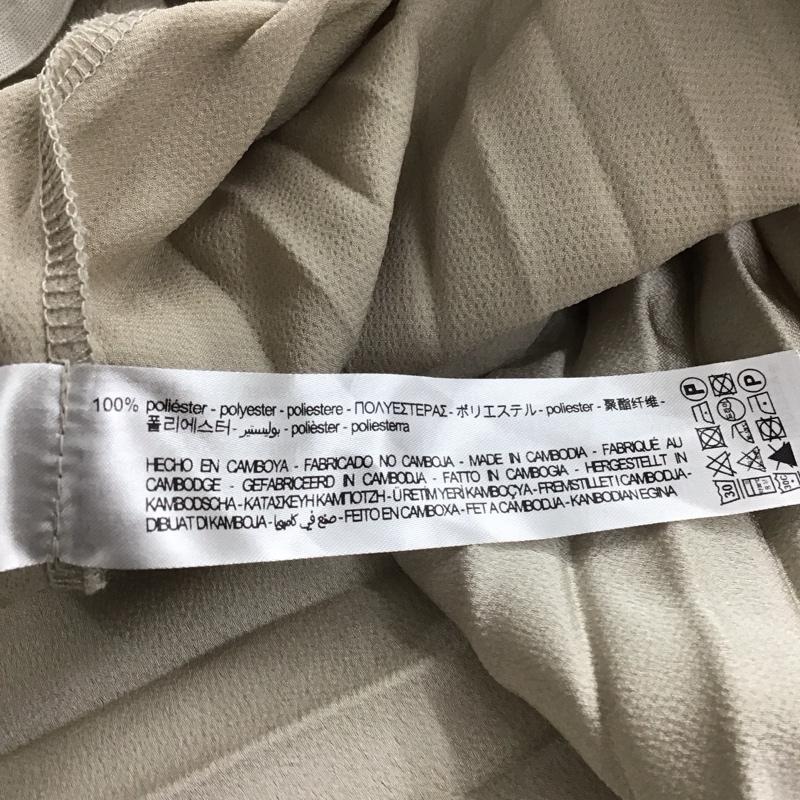 100% poliéster - polyester - poliestere - ΠΟΛΥΕΣΤΕΡΑΣ - ポリエステル - poliester - 聚酯纤维 -
폴리에스터 - بوليستير - polièster - poliesterra
HECHO EN CAMBOYA - FABRICADO NO CAMBOJA - MADE IN CAMBODIA - FABRIQUÉ AU
CAMBODGE - GEFABRICEERD IN CAMBODJA - FATTO IN CAMBOGIA - HERGESTELLT IN
KAMBODSCHA - ΚΑΤΑΣΚΕΥΗ ΚΑΜΠΟΤΖΗ - ÜRETIM YERİ KAMBOÇYA - FREMSTILLET I CAMBODJA -
DIBUAT DI KAMBOJA - صنع في كامبوديا - FEITO EN CAMBOXA - FET A CAMBODJA - KANBODIAN EGINA
P P
30